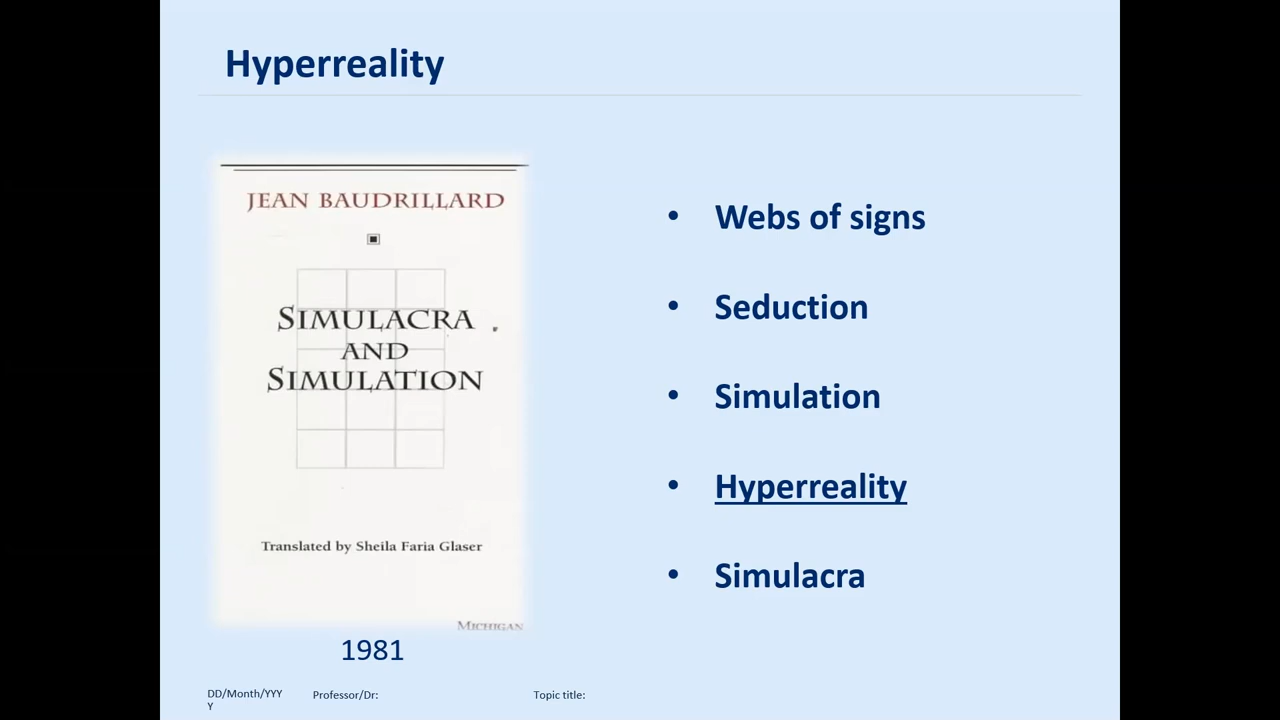 Hyperreality
JEAN BAUDRILLARD
SIMULACRA
AND
SIMULATION
Translated by Sheila Faria Glaser
MICHIGAN
1981
• Webs of signs
• Seduction
• Simulation
• Hyperreality
• Simulacra
DD/Month/YYY
Y
Professor/Dr:
Topic title: